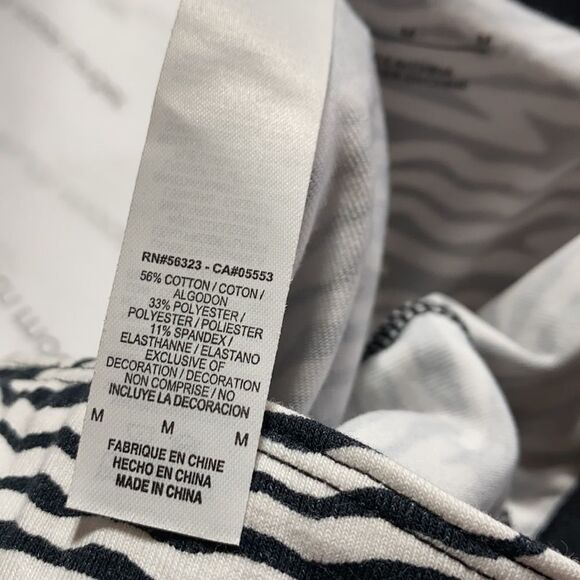 RN#56323 - CA#05553
56% COTTON / COTON /
ALGODON
33% POLYESTER /
POLYESTER / POLIESTER
11% SPANDEX /
ELASTHANNE / ELASTANO
EXCLUSIVE OF
DECORATION / DECORATION
NON COMPRISE / NO
INCLUYE LA DECORACION
M M M
FABRIQUE EN CHINE
HECHO EN CHINA
MADE IN CHINA
M M